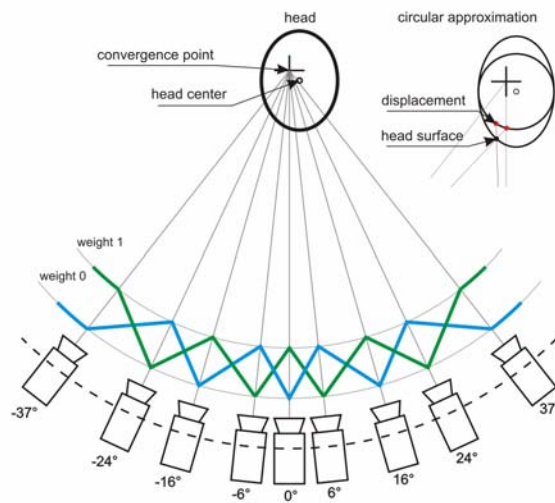 head
circular approximation
convergence point
head center
displacement
head surface
weight 1
weight 0
-37°
-24°
-16°
-6°
0°
6°
16°
24°
37°